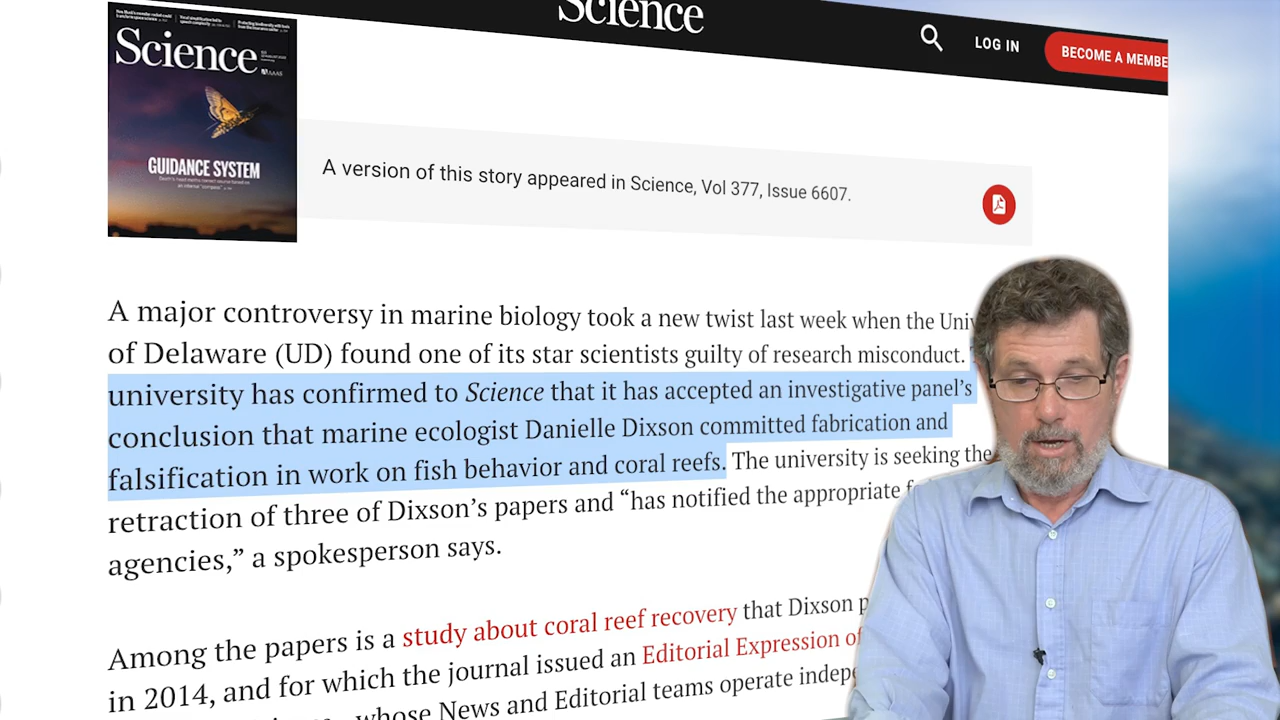 Science
LOG IN
BECOME A MEMBE
Science
AAAS
GUIDANCE SYSTEM
A version of this story appeared in Science, Vol 377, Issue 6607.
A major controversy in marine biology took a new twist last week when the Univ
of Delaware (UD) found one of its star scientists guilty of research misconduct.
university has confirmed to Science that it has accepted an investigative panel’s
conclusion that marine ecologist Danielle Dixson committed fabrication and
falsification in work on fish behavior and coral reefs. The university is seeking the
retraction of three of Dixson’s papers and “has notified the appropriate f
agencies,” a spokesperson says.
Among the papers is a study about coral reef recovery that Dixson p
in 2014, and for which the journal issued an Editorial Expression of
whose News and Editorial teams operate indep